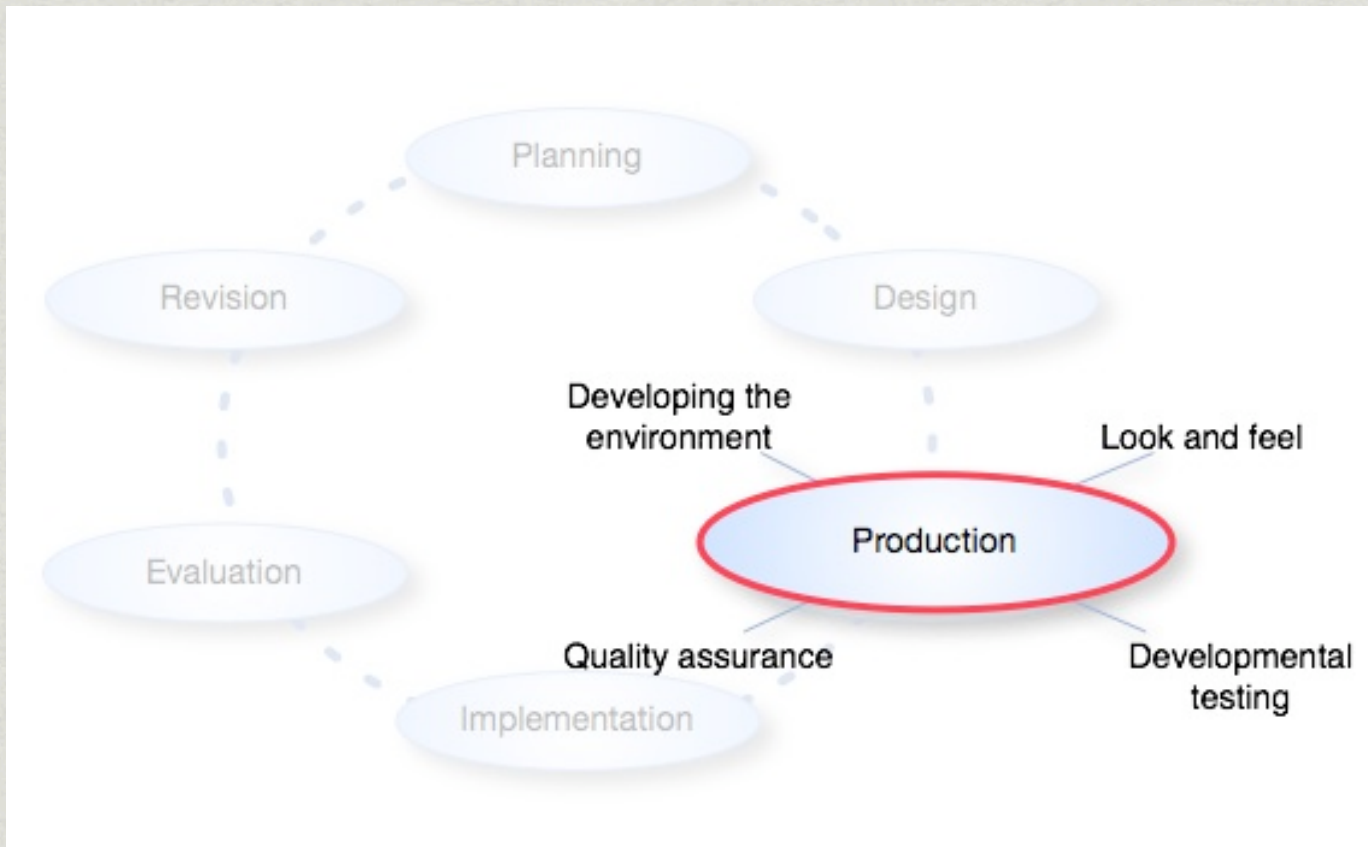 Planning
Revision
Design
Developing the
environment
Look and feel
Production
Evaluation
Quality assurance
Developmental
testing
Implementation